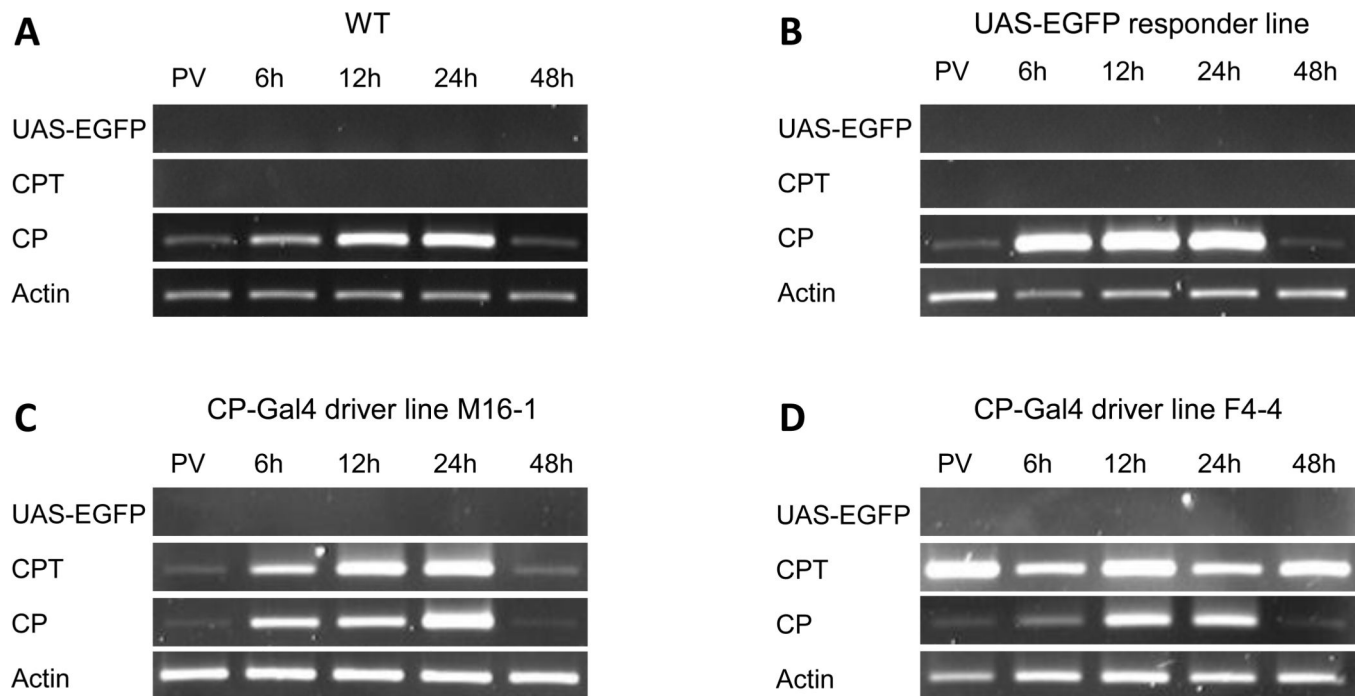 A
WT
PV 6h 12h 24h 48h
UAS-EGFP
CPT
CP
Actin
B
UAS-EGFP responder line
PV 6h 12h 24h 48h
UAS-EGFP
CPT
CP
Actin
C
CP-Gal4 driver line M16-1
PV 6h 12h 24h 48h
UAS-EGFP
CPT
CP
Actin
D
CP-Gal4 driver line F4-4
PV 6h 12h 24h 48h
UAS-EGFP
CPT
CP
Actin